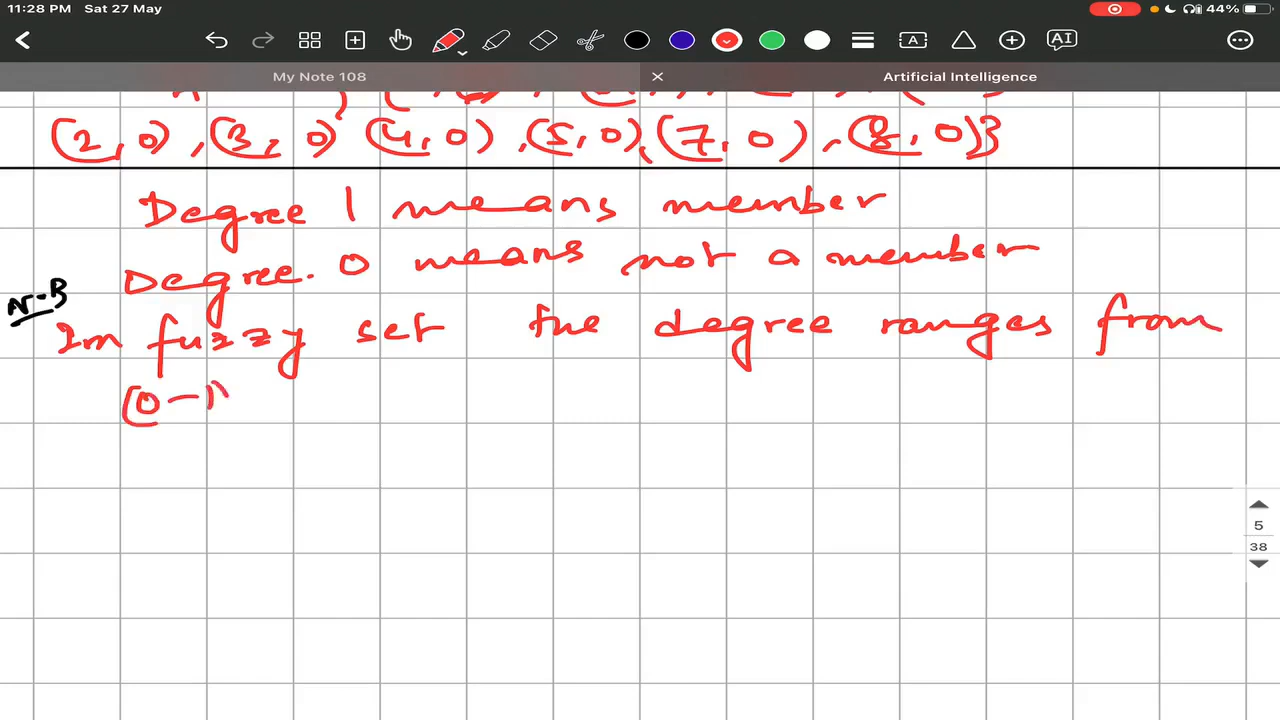 11:28 PM Sat 27 May
44%
My Note 108
Artificial Intelligence
(2, 0), (3, 0) (4, 0), (5, 0), (7, 0), (8, 0)}
Degree 1 means member
Degree. 0 means not a member
N-B
In fuzzy set the degree ranges from
(0-1)
5
38